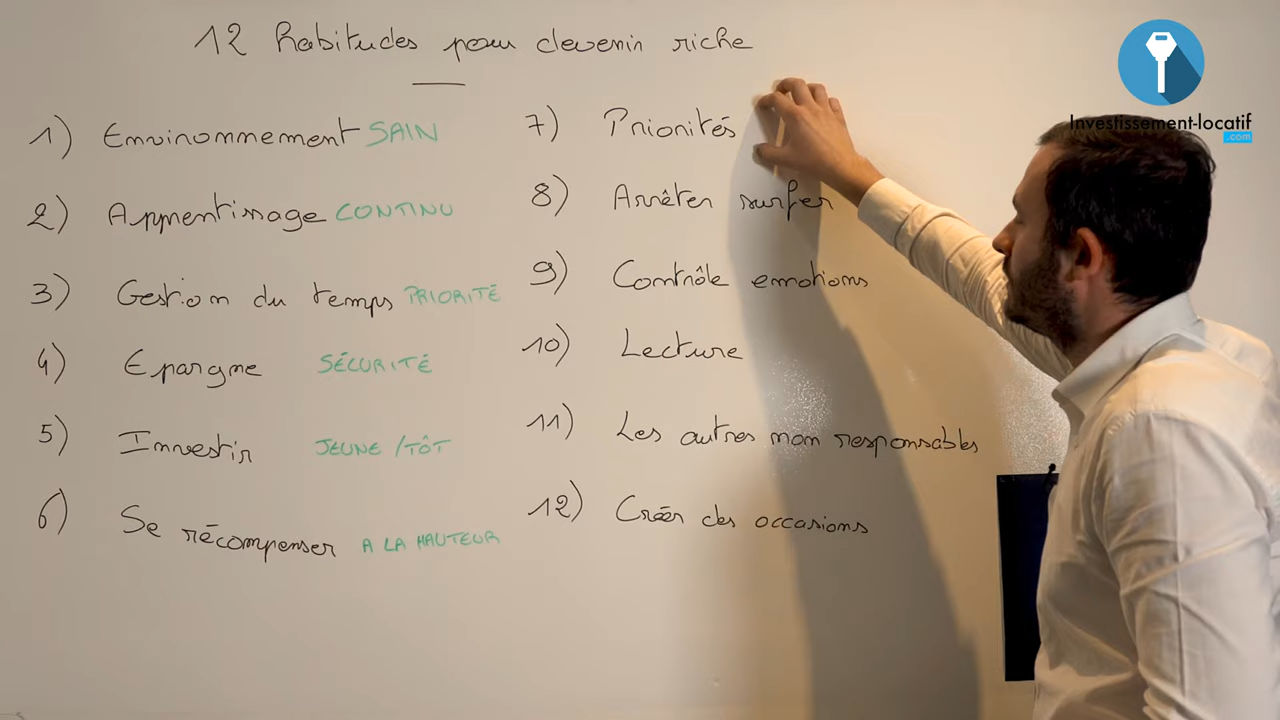 12 habitudes pour devenir riche
1) Environnement SAIN
2) Apprentissage CONTINU
3) Gestion du temps PRIORITÉ
4) Epargne SÉCURITÉ
5) Investir JEUNE / TÔT
6) Se récompenser A LA HAUTEUR
7) Priorités
8) Arrêter surfer
9) Contrôle emotions
10) Lecture
11) Les autres non responsables
12) Créer des occasions
Investissement-locatif
.com